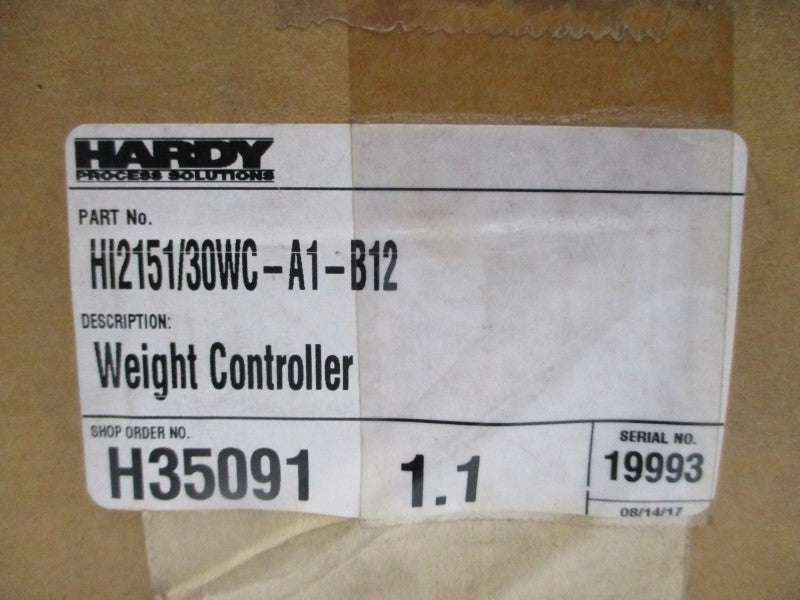 HARDY
PROCESS SOLUTIONS
PART No.
HI2151/30WC-A1-B12
DESCRIPTION:
Weight Controller
SHOP ORDER NO.
H35091 1.1
SERIAL NO.
19993
08/14/17